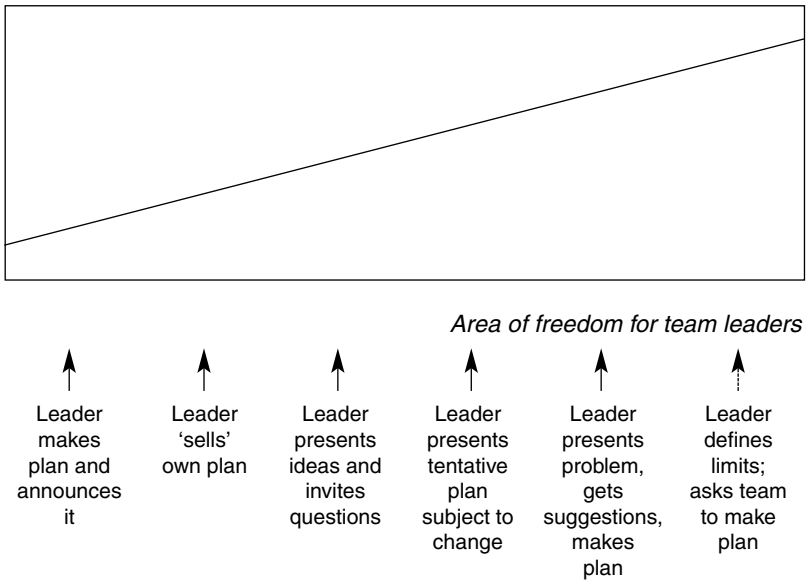 Area of freedom for team leaders
Leader
makes
plan and
announces
it
Leader
‘sells’
own plan
Leader
presents
ideas and
invites
questions
Leader
presents
tentative
plan
subject to
change
Leader
presents
problem,
gets
suggestions,
makes
plan
Leader
defines
limits;
asks team
to make
plan